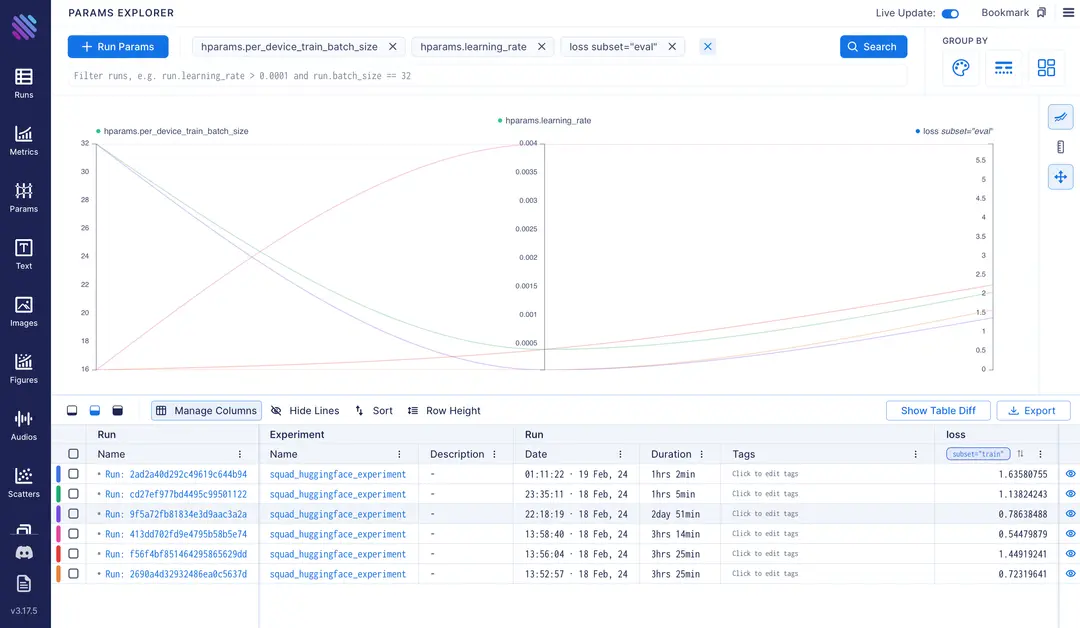 PARAMS EXPLORER
Live Update:
Bookmark
Run Params
hparams.per_device_train_batch_size
hparams.learning_rate
loss subset="eval"
Search
GROUP BY
Filter runs, e.g. run.learning_rate > 0.0001 and run.batch_size == 32
Runs
Metrics
Params
Text
Images
Figures
Audios
Scatters
v3.17.5
hparams.per_device_train_batch_size
hparams.learning_rate
loss subset="eval"
32
30
28
26
24
22
20
18
16
0.004
0.0035
0.003
0.0025
0.002
0.0015
0.001
0.0005
5.5
5
4.5
4
3.5
3
2.5
2
1.5
1
0.5
0
Manage Columns
Hide Lines
Sort
Row Height
Show Table Diff
Export
Run Experiment Run loss
Name Name Description Date Duration Tags subset="train"
Run: 2ad2a40d292c49619c644b94 squad_huggingface_experiment - 01:11:22 · 19 Feb, 24 1hrs 2min Click to edit tags 1.63580755
Run: cd27ef977bd4495c99501122 squad_huggingface_experiment - 23:35:11 · 18 Feb, 24 1hrs 5min Click to edit tags 1.13824243
Run: 9f5a72fb81834e3d9aac3a2a squad_huggingface_experiment - 22:18:19 · 18 Feb, 24 2day 51min Click to edit tags 0.78638488
Run: 413dd702fd9e4795b58b5e74 squad_huggingface_experiment - 13:58:40 · 18 Feb, 24 3hrs 14min Click to edit tags 0.54479879
Run: f56f4bf851464295865629dd squad_huggingface_experiment - 13:56:04 · 18 Feb, 24 3hrs 25min Click to edit tags 1.44919241
Run: 2690a4d32932486ea0c5637d squad_huggingface_experiment - 13:52:57 · 18 Feb, 24 3hrs 25min Click to edit tags 0.72319641